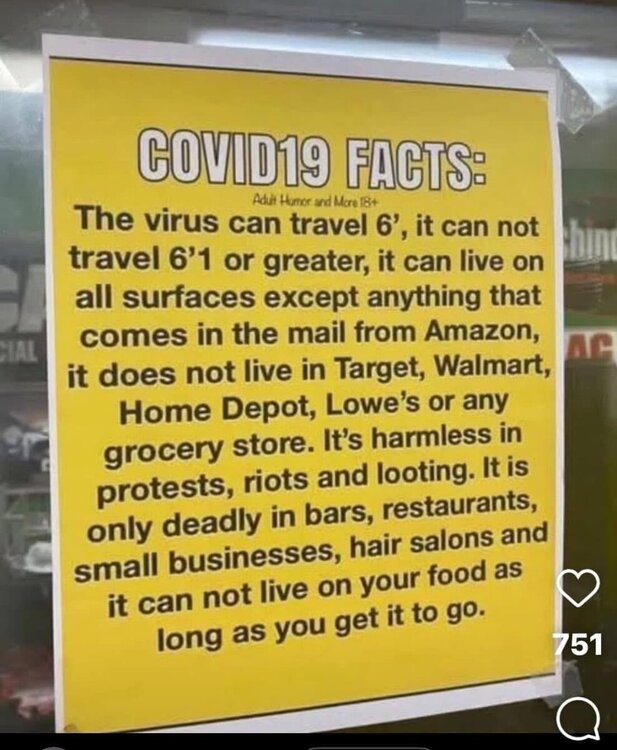 COVID19 FACTS:
Adult Humor and More 18+
The virus can travel 6', it can not
travel 6'1 or greater, it can live on
all surfaces except anything that
comes in the mail from Amazon,
it does not live in Target, Walmart,
Home Depot, Lowe's or any
grocery store. It's harmless in
protests, riots and looting. It is
only deadly in bars, restaurants,
small businesses, hair salons and
it can not live on your food as
long as you get it to go.
CIAL
hing
AC
751